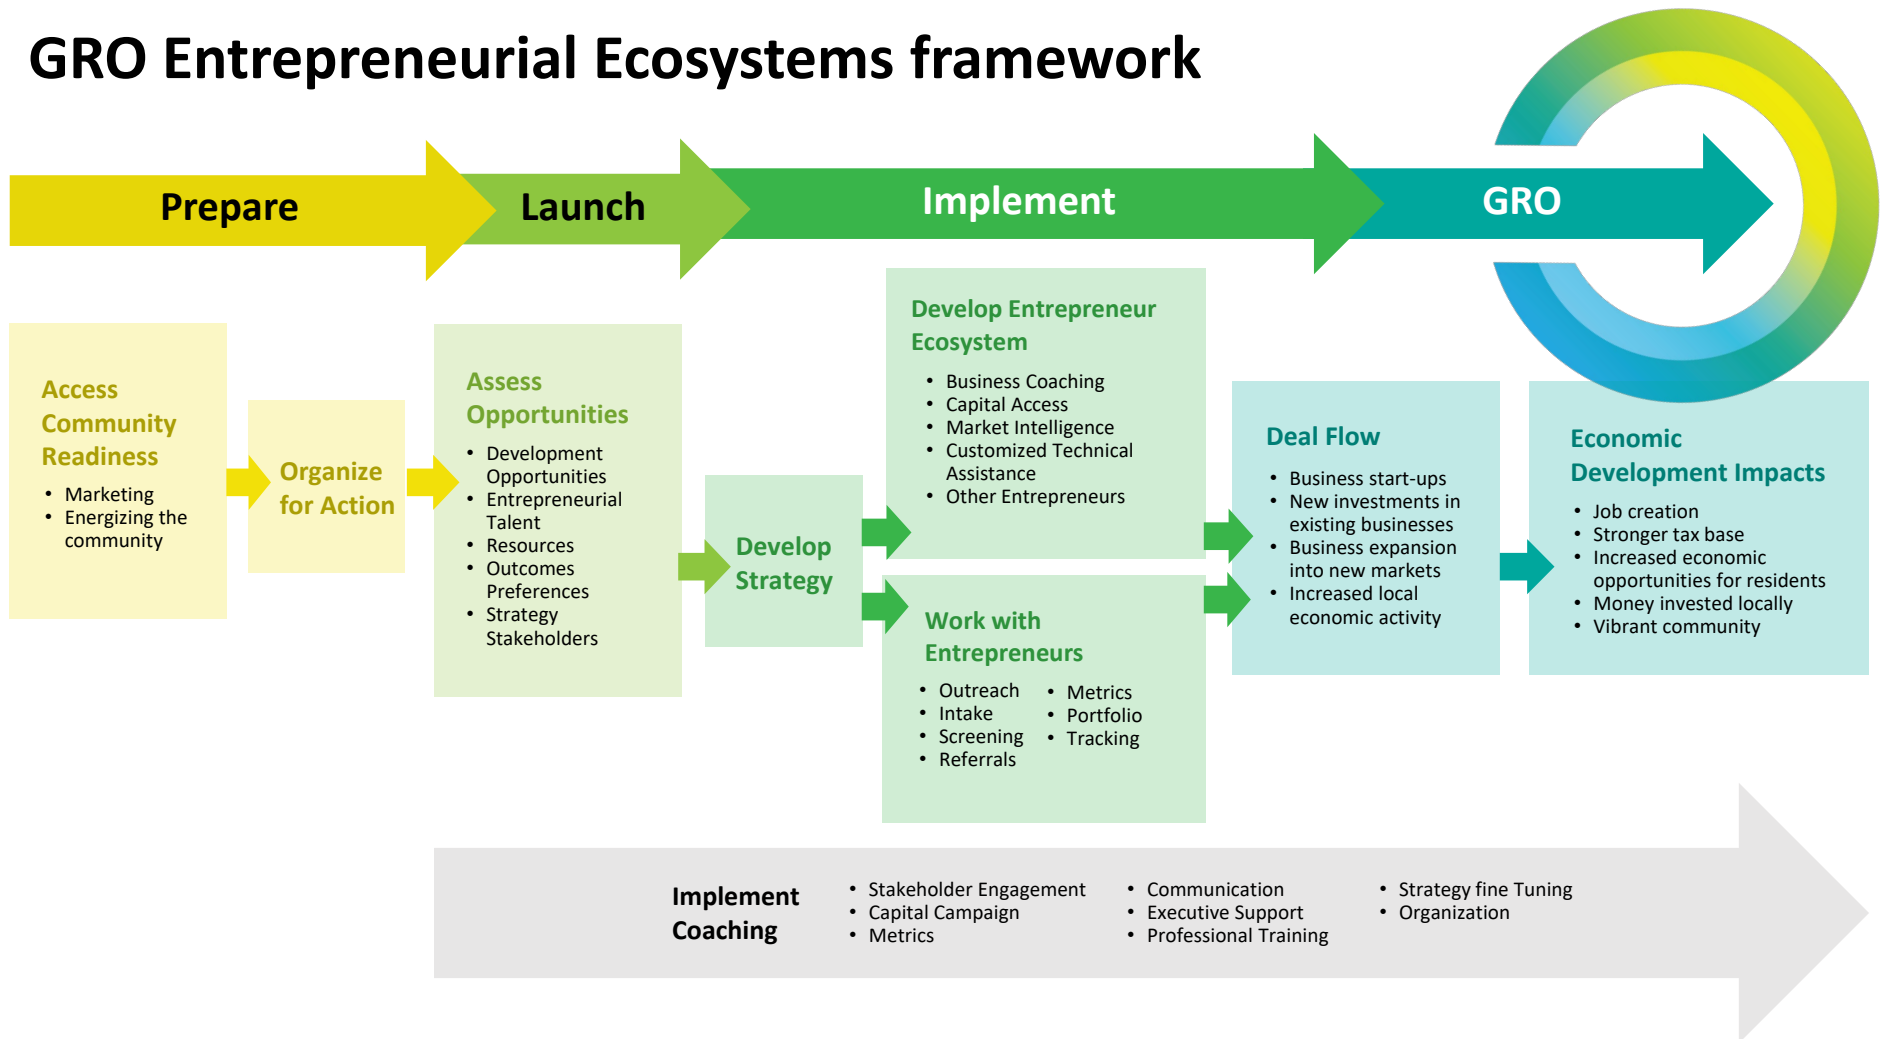 GRO Entrepreneurial Ecosystems framework
Prepare
Launch
Implement
GRO
Access
Community
Readiness
• Marketing
• Energizing the
community
Organize
for Action
Assess
Opportunities
• Development
Opportunities
• Entrepreneurial
Talent
• Resources
• Outcomes
Preferences
• Strategy
Stakeholders
Develop
Strategy
Develop Entrepreneur
Ecosystem
• Business Coaching
• Capital Access
• Market Intelligence
• Customized Technical
Assistance
• Other Entrepreneurs
Work with
Entrepreneurs
• Outreach
• Intake
• Screening
• Referrals
• Metrics
• Portfolio
• Tracking
Deal Flow
• Business start-ups
• New investments in
existing businesses
• Business expansion
into new markets
• Increased local
economic activity
Economic
Development Impacts
• Job creation
• Stronger tax base
• Increased economic
opportunities for residents
• Money invested locally
• Vibrant community
Implement
Coaching
• Stakeholder Engagement
• Capital Campaign
• Metrics
• Communication
• Executive Support
• Professional Training
• Strategy fine Tuning
• Organization